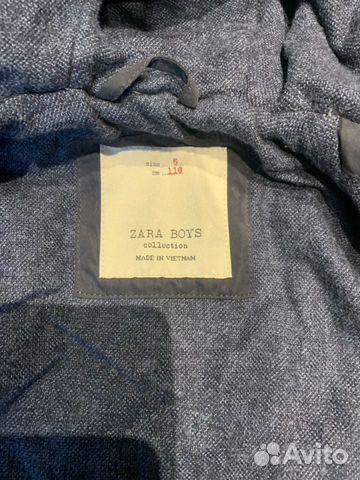 size... 5
cm ...110
ZARA BOYS
collection
MADE IN VIETNAM
Avito